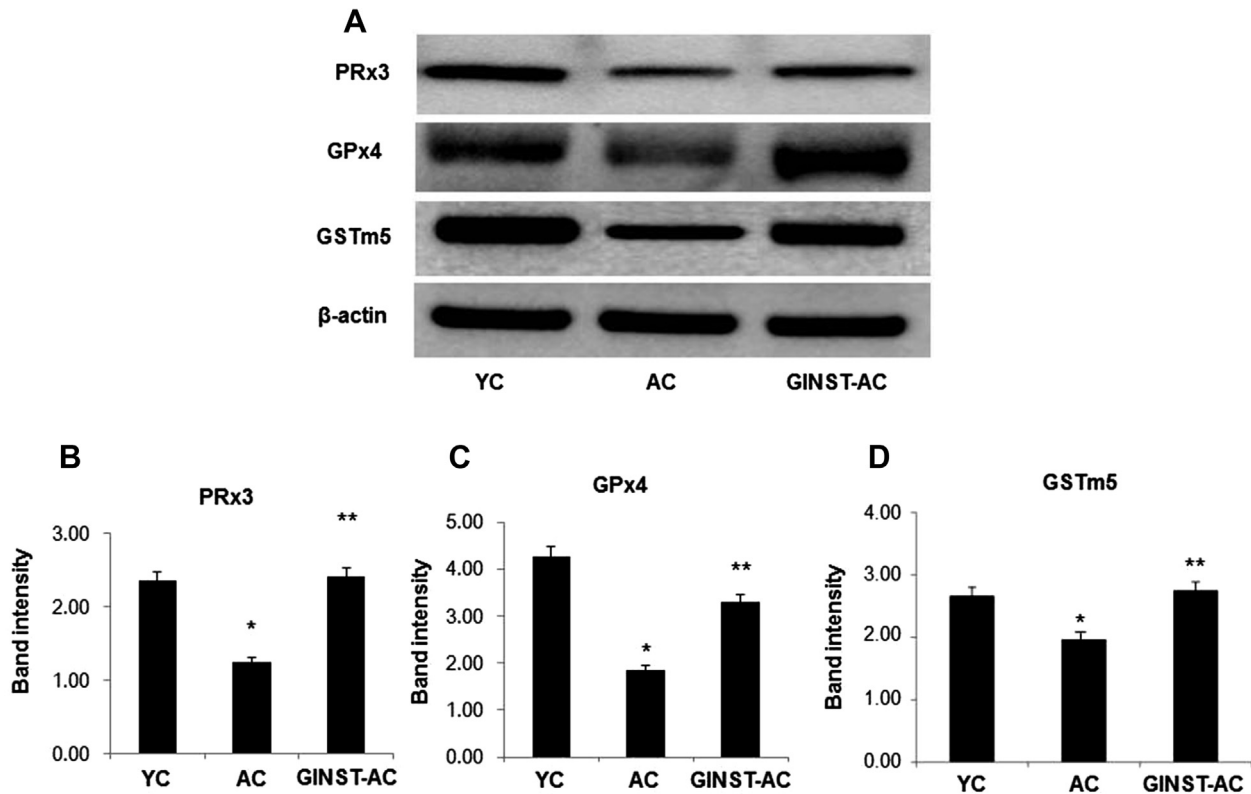 A
PRx3
GPx4
GSTm5
β-actin
YC AC GINST-AC
B
PRx3
Band intensity
3.00
2.00
1.00
0.00
*
**
YC AC GINST-AC
C
GPx4
Band intensity
5.00
4.00
3.00
2.00
1.00
0.00
*
**
YC AC GINST-AC
D
GSTm5
Band intensity
4.00
3.00
2.00
1.00
0.00
*
**
YC AC GINST-AC